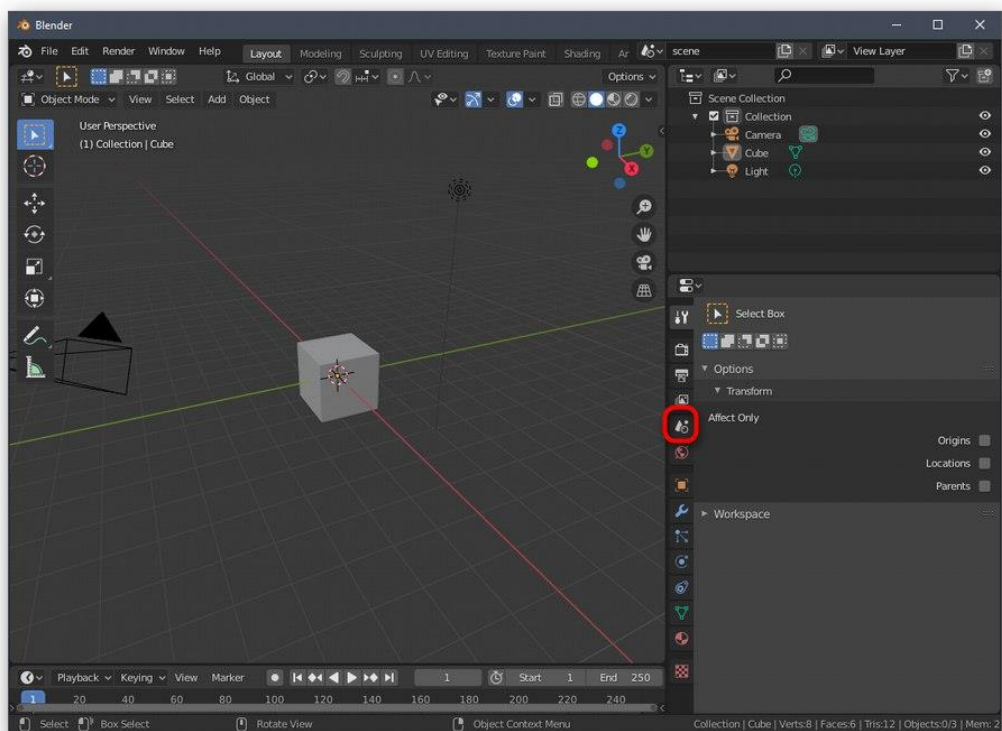 Blender
File Edit Render Window Help Layout Modeling Sculpting UV Editing Texture Paint Shading Ar scene View Layer
Global Options
Object Mode View Select Add Object
User Perspective
(1) Collection | Cube
Z
Y
X
Scene Collection
Collection
Camera
Cube
Light
Select Box
Options
Transform
Affect Only
Origins
Locations
Parents
Workspace
Playback Keying View Marker 1 Start 1 End 250
1 20 40 60 80 100 120 140 160 180 200 220 240
Select Box Select Rotate View Object Context Menu Collection | Cube | Verts:8 | Faces:6 | Tris:12 | Objects:0/3 | Mem: 2